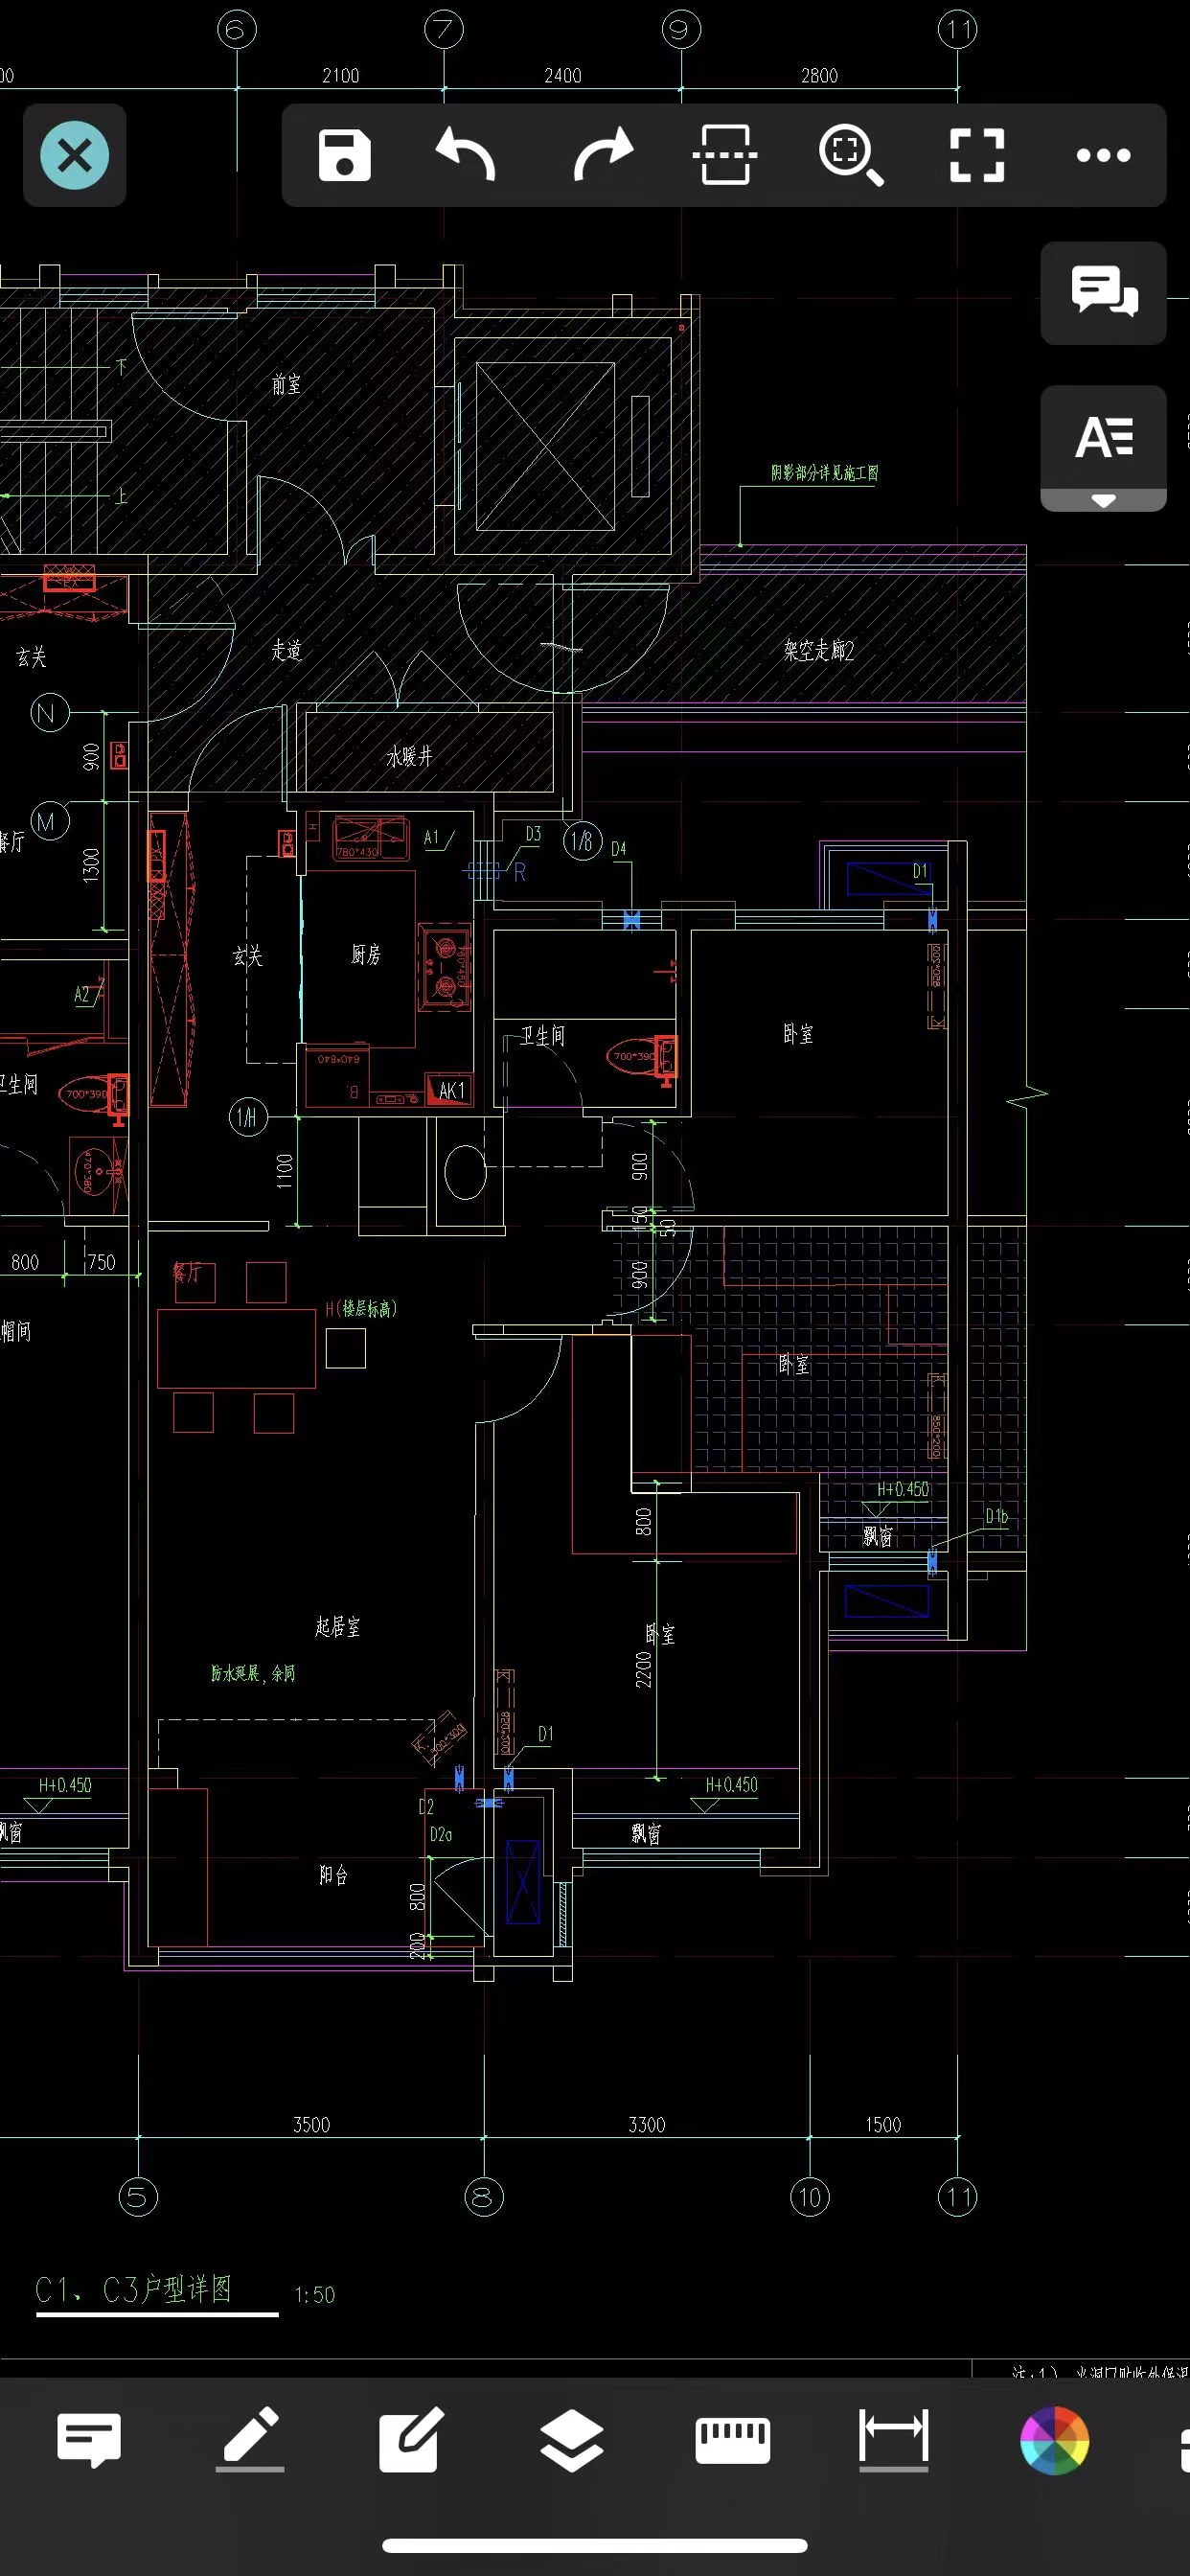 6
7
9
11
2100
2400
2800
下
前室
上
阴影部分详见施工图
玄关
走道
架空走廊2
N
900
水暖井
M
餐厅
1300
780*430
A1
D3
1/8
D4
R
D1
玄关
厨房
A2
卫生间
卧室
卫生间
700*390
700*390
640*640
B
AK1
1/H
1100
900
150
50
900
800
750
餐厅
H(楼层标高)
帽间
卧室
H+0.450
800
飘窗
D1b
起居室
卧室
2200
防水延展,余同
D1
H+0.450
H+0.450
D2
飘窗
飘窗
D2a
阳台
800
200
3500
3300
1500
5
8
10
11
C1、C3户型详图
1:50